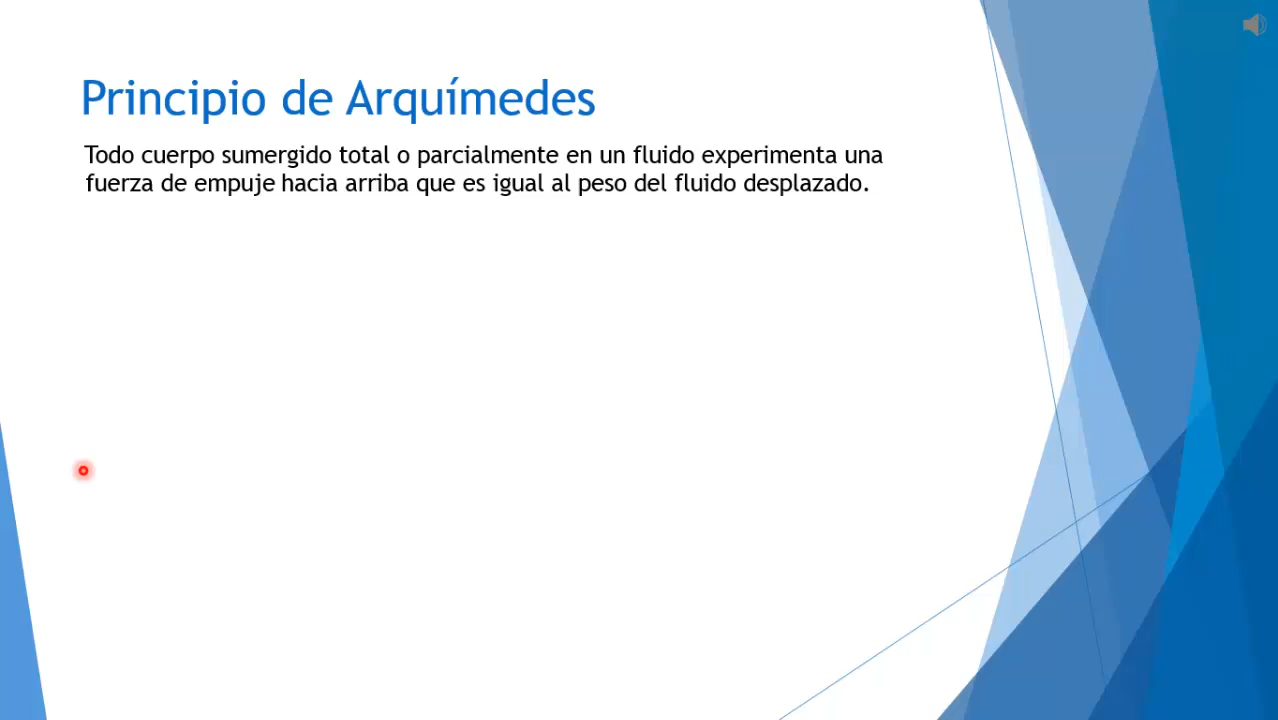 Principio de Arquímedes
Todo cuerpo sumergido total o parcialmente en un fluido experimenta una
fuerza de empuje hacia arriba que es igual al peso del fluido desplazado.